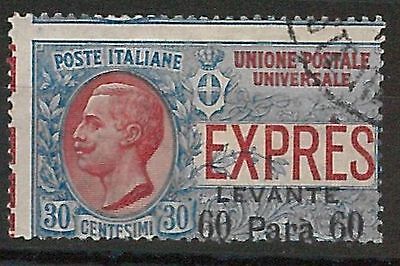 POSTE ITALIANE
UNIONE POSTALE
UNIVERSALE
EXPRES
LEVANTE
30 CENTESIMI 30
60 Para 60